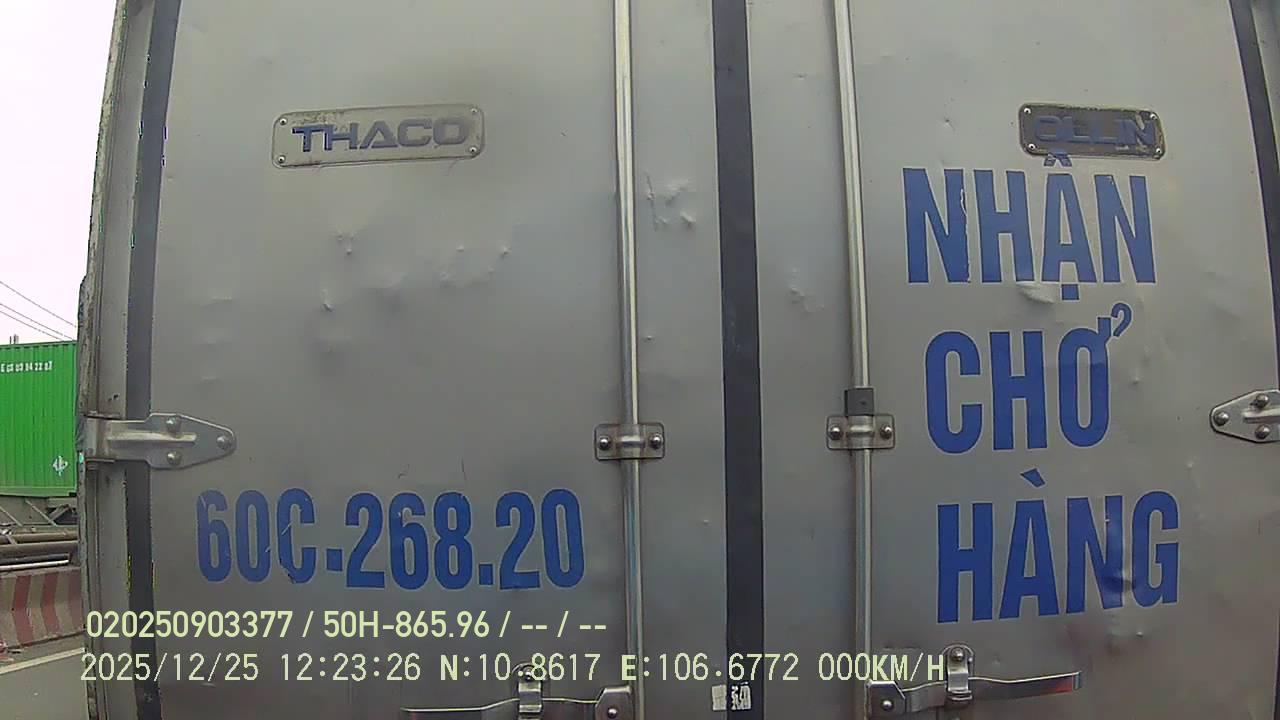 THACO
OLLIN
NHẬN
CHỞ
HÀNG
60C-268.20
020250903377 / 50H-865.96 / -- / --
2025/12/25 12:23:26 N:10.8617 E:106.6772 000KM/H